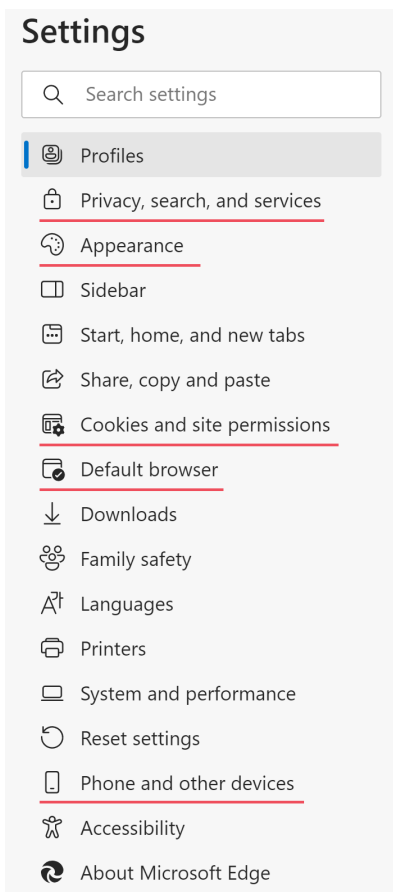 Settings
Search settings
Profiles
Privacy, search, and services
Appearance
Sidebar
Start, home, and new tabs
Share, copy and paste
Cookies and site permissions
Default browser
Downloads
Family safety
Languages
Printers
System and performance
Reset settings
Phone and other devices
Accessibility
About Microsoft Edge